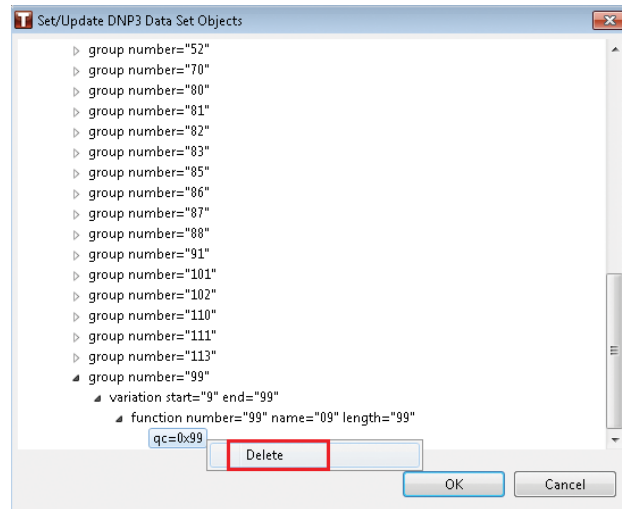 Set/Update DNP3 Data Set Objects
group number="52"
group number="70"
group number="80"
group number="81"
group number="82"
group number="83"
group number="85"
group number="86"
group number="87"
group number="88"
group number="91"
group number="101"
group number="102"
group number="110"
group number="111"
group number="113"
group number="99"
variation start="9" end="99"
function number="99" name="09" length="99"
qc=0x99
Delete
OK Cancel